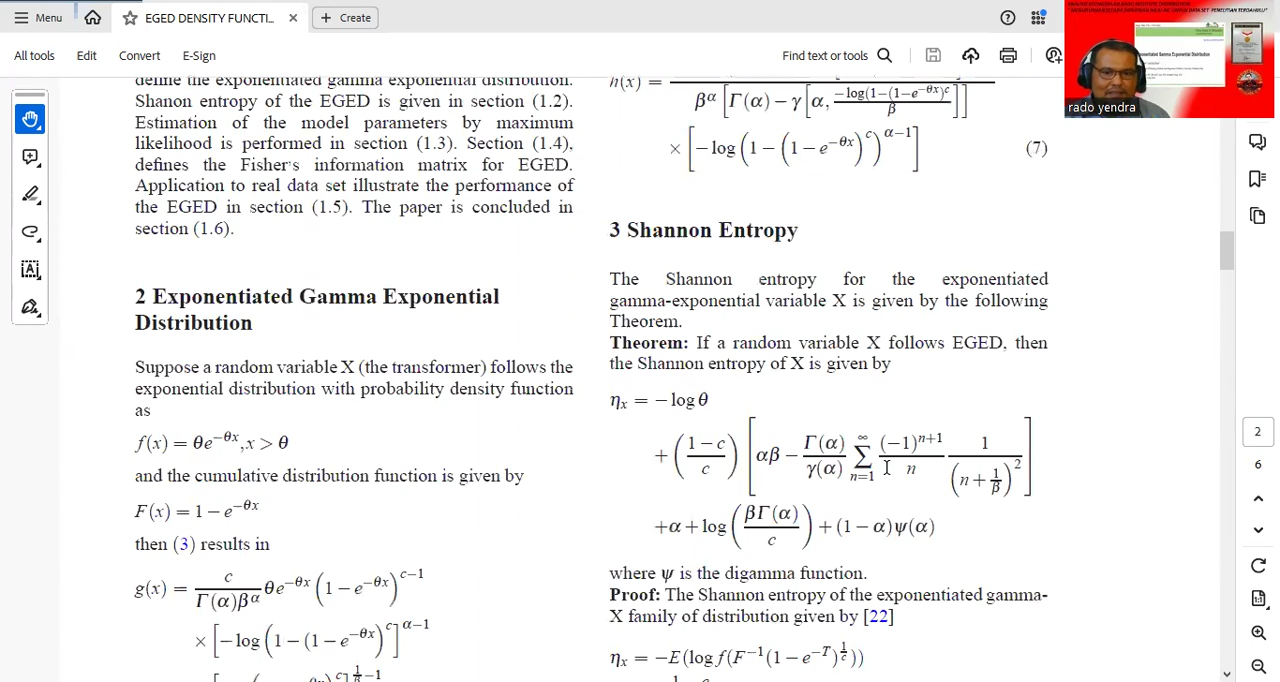 Menu
EGED DENSITY FUNCTI...
Create
All tools Edit Convert E-Sign
Find text or tools
rado yendra
define the exponentiated gamma exponential distribution.
Shanon entropy of the EGED is given in section (1.2).
Estimation of the model parameters by maximum
likelihood is performed in section (1.3). Section (1.4),
defines the Fisher's information matrix for EGED.
Application to real data set illustrate the performance of
the EGED in section (1.5). The paper is concluded in
section (1.6).
2 Exponentiated Gamma Exponential
Distribution
Suppose a random variable X (the transformer) follows the
exponential distribution with probability density function
as
f(x) = θe^{−θx}, x > θ
and the cumulative distribution function is given by
F(x) = 1 − e^{−θx}
then (3) results in
g(x) = c/(Γ(α)β^α) θe^{−θx} (1 − e^{−θx})^{c−1}
× [−log(1 − (1 − e^{−θx})^c]^{α−1}
h(x) =
β^α [Γ(α) − γ[α, −log(1−(1−e^{−θx})^c)/β]]
× [−log(1 − (1 − e^{−θx})^c)^{α−1}] (7)
3 Shannon Entropy
The Shannon entropy for the exponentiated
gamma-exponential variable X is given by the following
Theorem.
Theorem: If a random variable X follows EGED, then
the Shannon entropy of X is given by
η_x = − log θ
+ ((1−c)/c) [αβ − Γ(α)/γ(α) ∑_{n=1}^{∞} (−1)^{n+1}/n 1/(n+1/β)^2]
+α + log(βΓ(α)/c) + (1 − α)ψ(α)
where ψ is the digamma function.
Proof: The Shannon entropy of the exponentiated gamma-
X family of distribution given by [22]
η_x = −E(log f(F^{−1}(1 − e^{−T})^{1/c}))
2
6